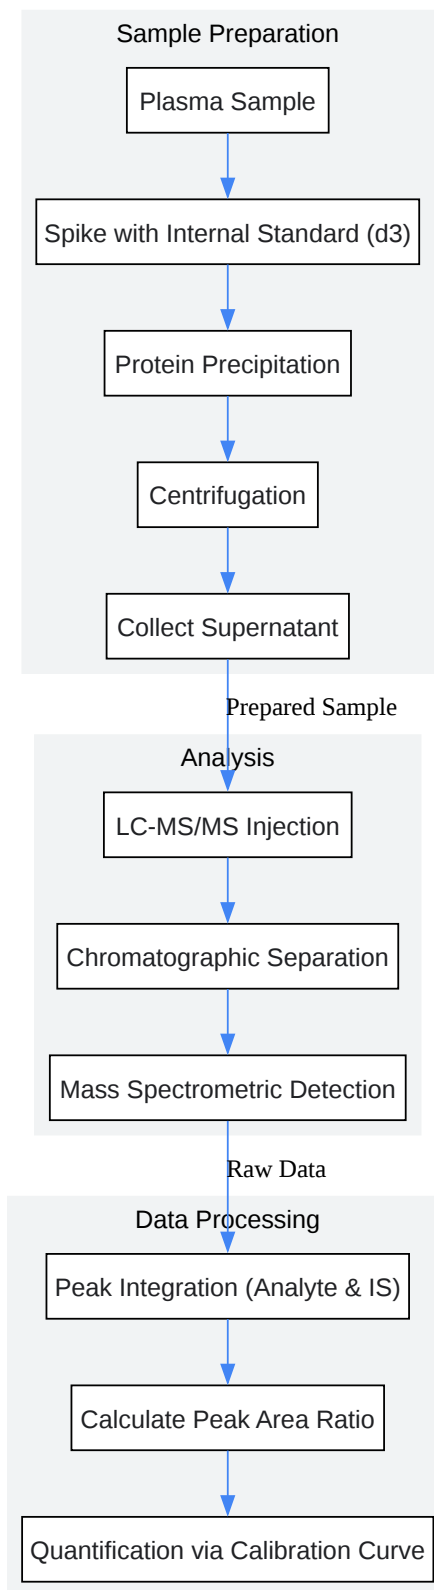 Sample Preparation
Plasma Sample
Spike with Internal Standard (d3)
Protein Precipitation
Centrifugation
Collect Supernatant
Prepared Sample
Analysis
LC-MS/MS Injection
Chromatographic Separation
Mass Spectrometric Detection
Raw Data
Data Processing
Peak Integration (Analyte & IS)
Calculate Peak Area Ratio
Quantification via Calibration Curve